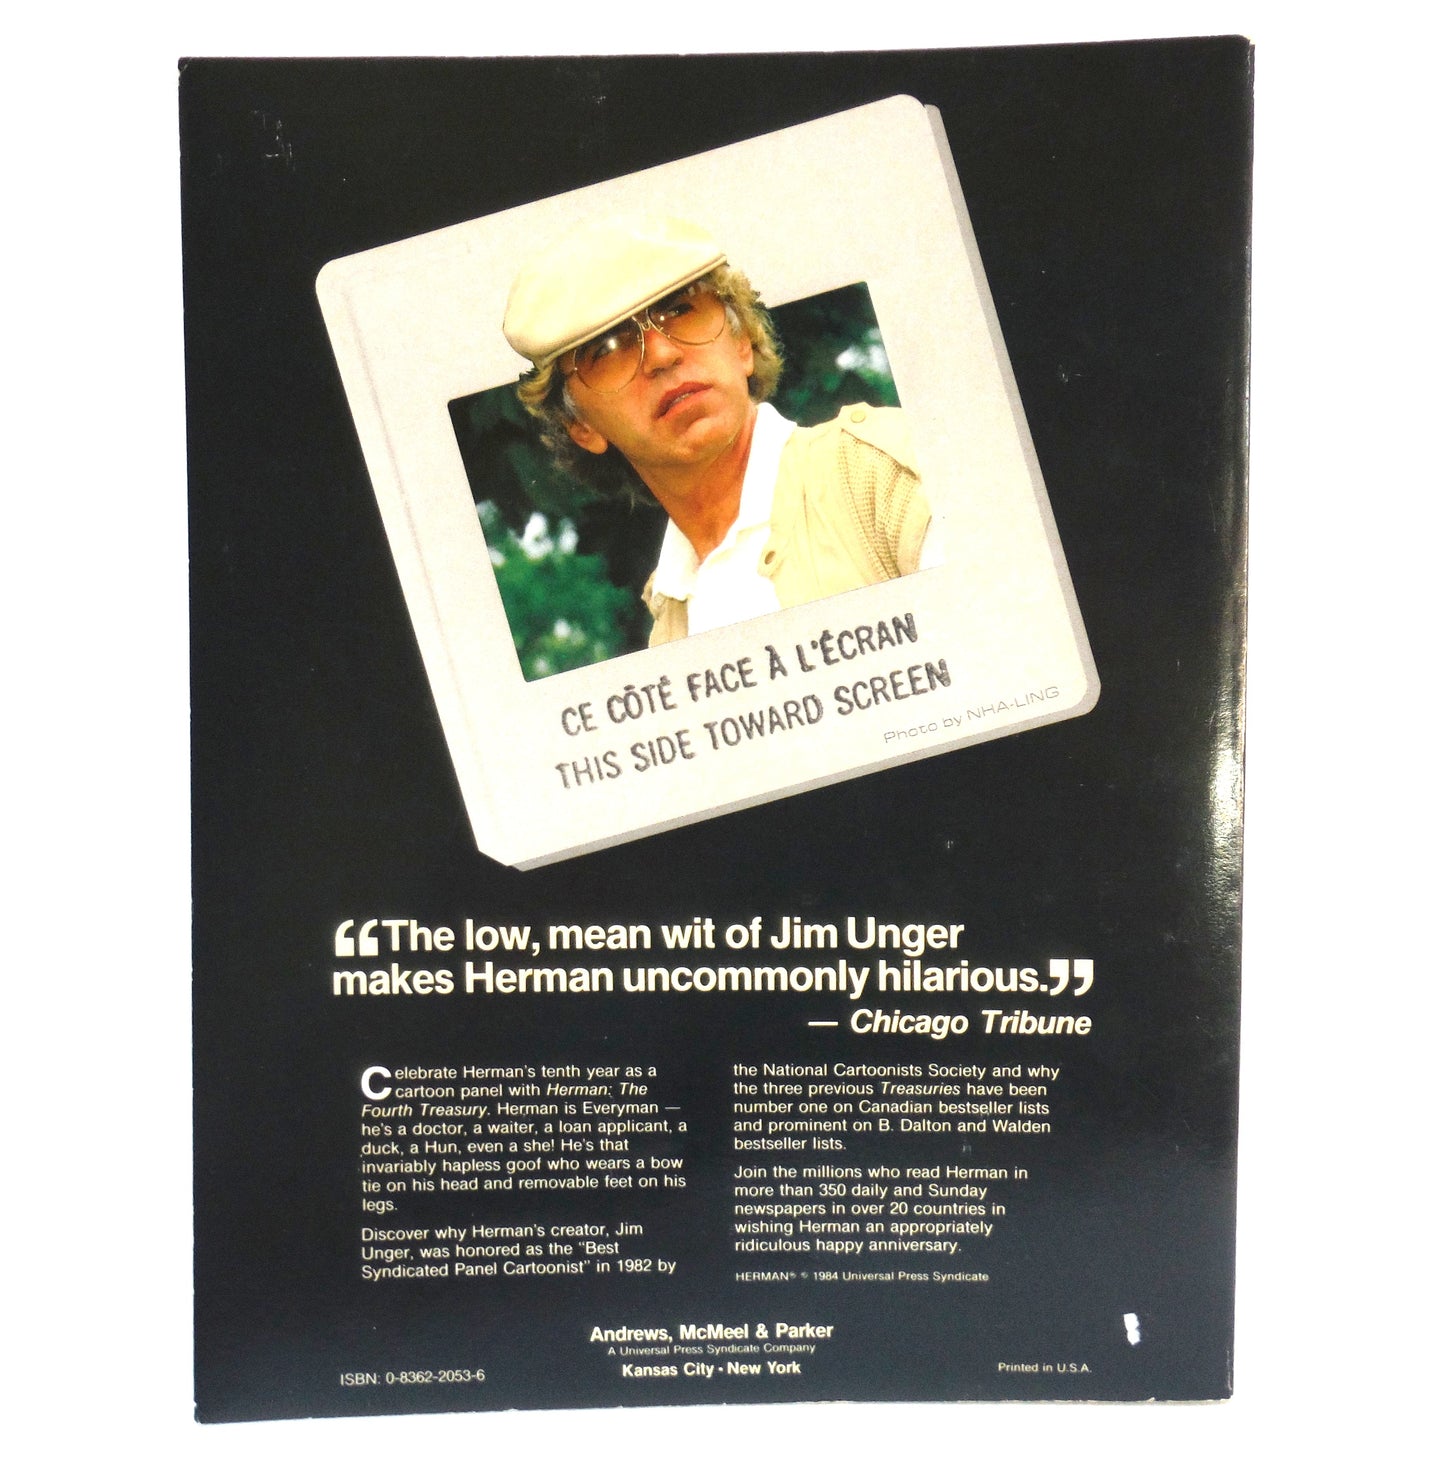 CE CÔTÉ FACE À L'ÉCRAN
THIS SIDE TOWARD SCREEN
Photo by NHA-LING
“The low, mean wit of Jim Unger
makes Herman uncommonly hilarious.”
— Chicago Tribune
Celebrate Herman's tenth year as a
cartoon panel with Herman: The
Fourth Treasury. Herman is Everyman —
he's a doctor, a waiter, a loan applicant, a
duck, a Hun, even a she! He's that
invariably hapless goof who wears a bow
tie on his head and removable feet on his
legs.
Discover why Herman's creator, Jim
Unger, was honored as the “Best
Syndicated Panel Cartoonist” in 1982 by
the National Cartoonists Society and why
the three previous Treasuries have been
number one on Canadian bestseller lists
and prominent on B. Dalton and Walden
bestseller lists.
Join the millions who read Herman in
more than 350 daily and Sunday
newspapers in over 20 countries in
wishing Herman an appropriately
ridiculous happy anniversary.
HERMAN® © 1984 Universal Press Syndicate
Andrews, McMeel & Parker
A Universal Press Syndicate Company
Kansas City • New York
ISBN: 0-8362-2053-6
Printed in U.S.A.